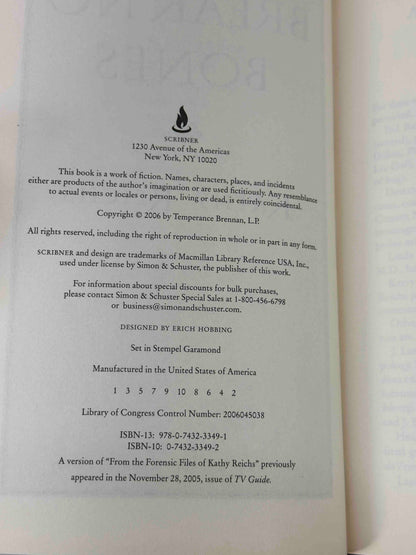 SCRIBNER
1230 Avenue of the Americas
New York, NY 10020
This book is a work of fiction. Names, characters, places, and incidents
either are products of the author's imagination or are used fictitiously. Any resemblance
to actual events or locales or persons, living or dead, is entirely coincidental.
Copyright © 2006 by Temperance Brennan, L.P.
All rights reserved, including the right of reproduction in whole or in part in any form.
SCRIBNER and design are trademarks of Macmillan Library Reference USA, Inc.,
used under license by Simon & Schuster, the publisher of this work.
For information about special discounts for bulk purchases,
please contact Simon & Schuster Special Sales at 1-800-456-6798
or business@simonandschuster.com.
DESIGNED BY ERICH HOBBING
Set in Stempel Garamond
Manufactured in the United States of America
1 3 5 7 9 10 8 6 4 2
Library of Congress Control Number: 2006045038
ISBN-13: 978-0-7432-3349-1
ISBN-10: 0-7432-3349-2
A version of "From the Forensic Files of Kathy Reichs" previously
appeared in the November 28, 2005, issue of TV Guide.